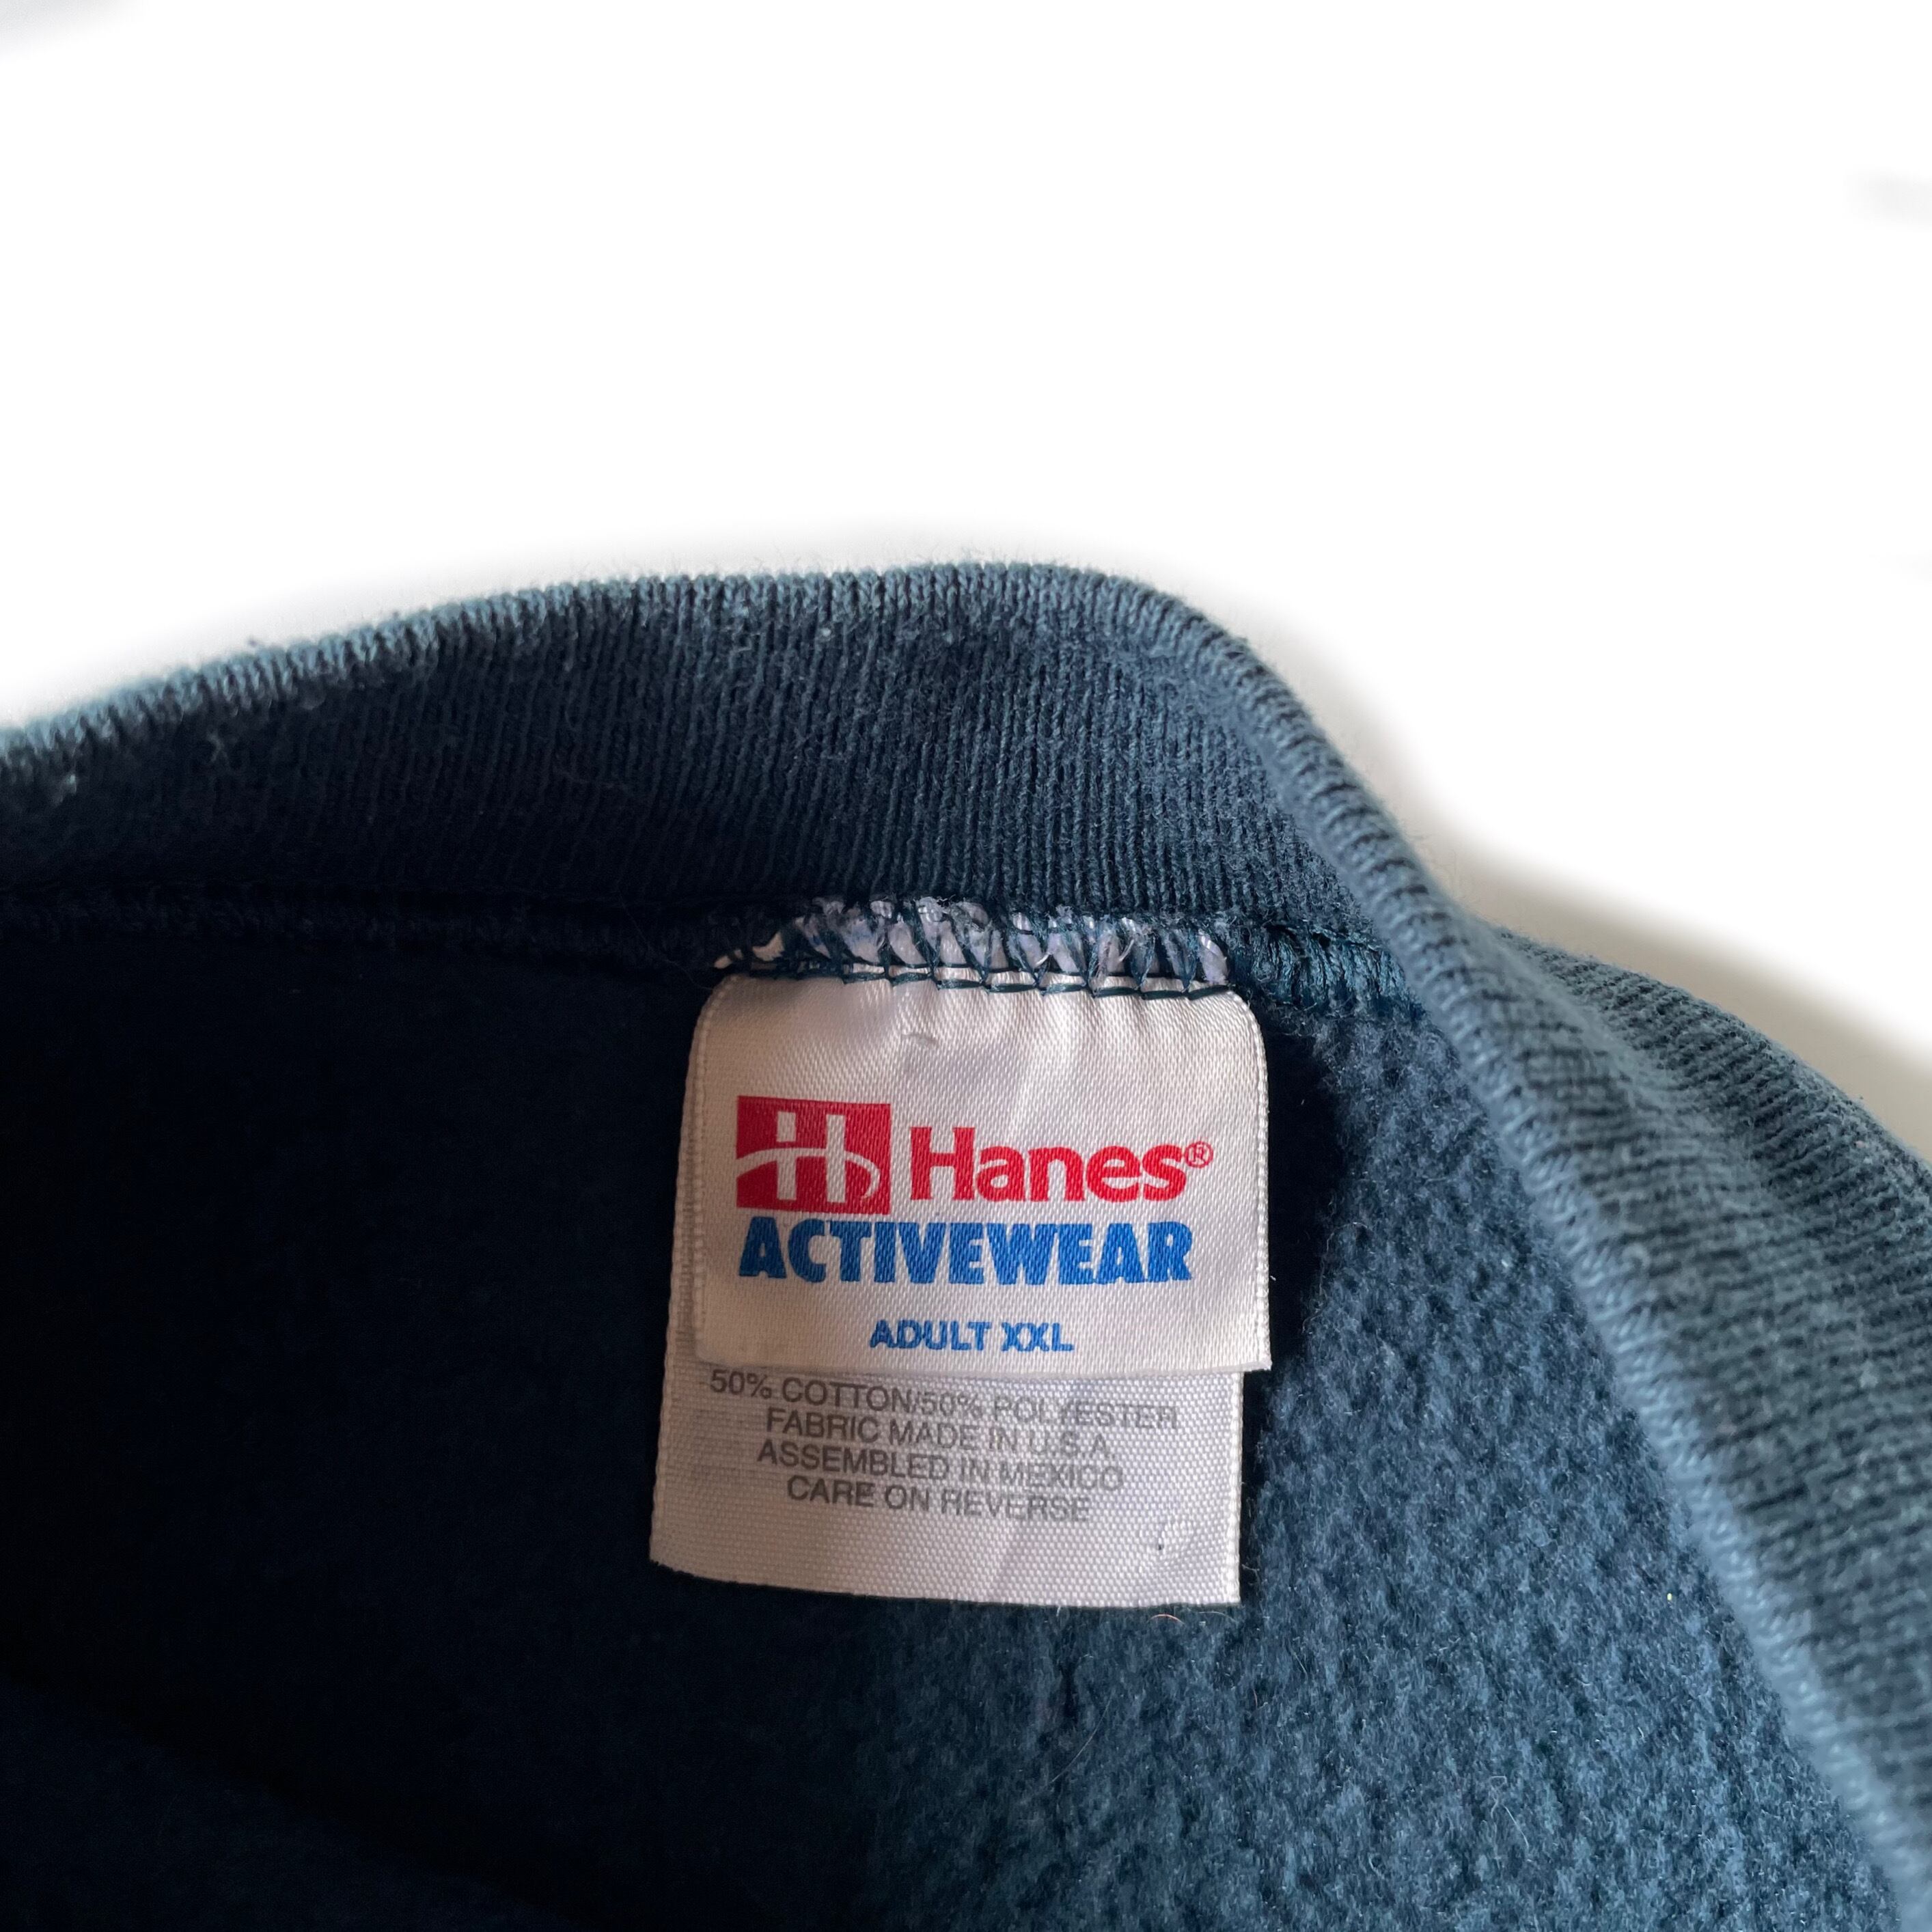 H Hanes®
ACTIVEWEAR
ADULT XXL
50% COTTON/50% POLYESTER
FABRIC MADE IN U.S.A.
ASSEMBLED IN MEXICO
CARE ON REVERSE